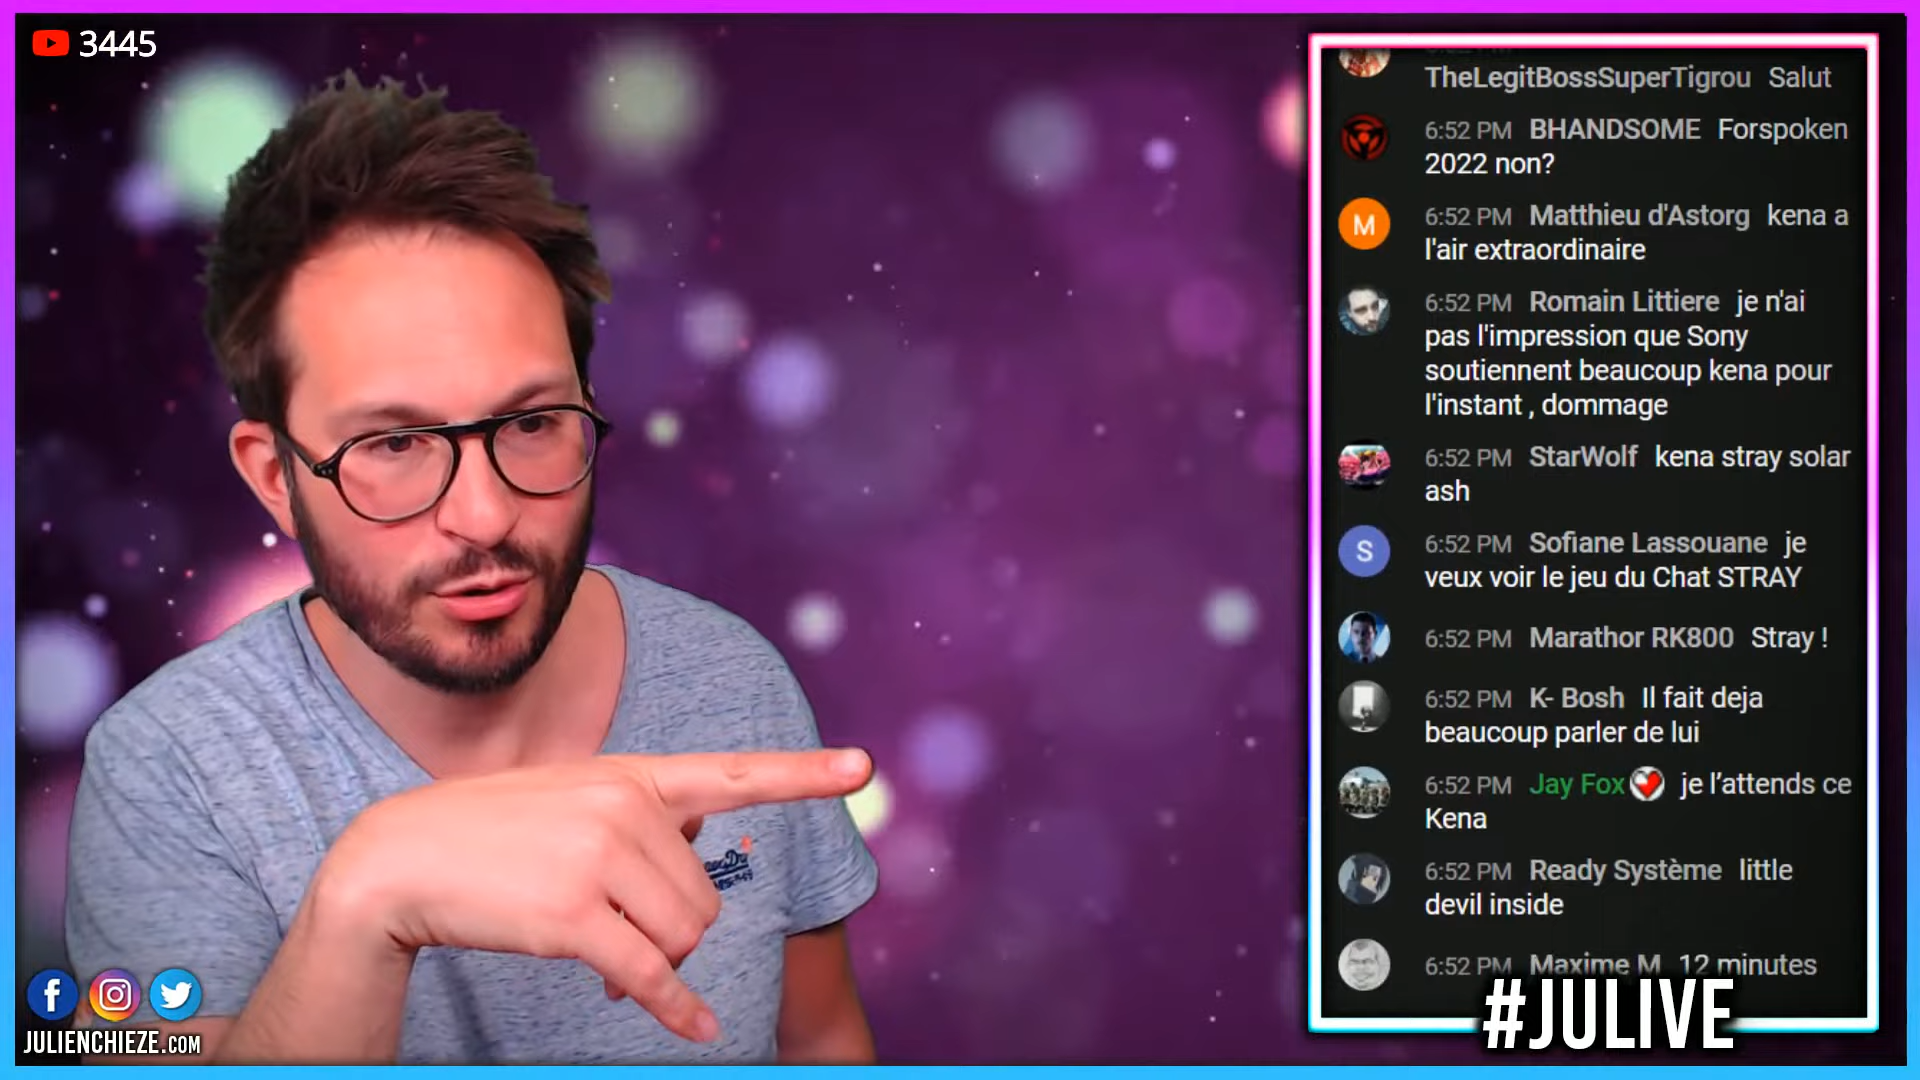 3445
TheLegitBossSuperTigrou Salut
6:52 PM BHANDSOME Forspoken
2022 non?
M
6:52 PM Matthieu d'Astorg kena a
l'air extraordinaire
6:52 PM Romain Littiere je n'ai
pas l'impression que Sony
soutiennent beaucoup kena pour
l'instant , dommage
6:52 PM StarWolf kena stray solar
ash
S
6:52 PM Sofiane Lassouane je
veux voir le jeu du Chat STRAY
6:52 PM Marathor RK800 Stray !
6:52 PM K- Bosh Il fait deja
beaucoup parler de lui
6:52 PM Jay Fox je l’attends ce
Kena
6:52 PM Ready Système little
devil inside
6:52 PM Maxime M 12 minutes
#JULIVE
JULIENCHIEZE.COM